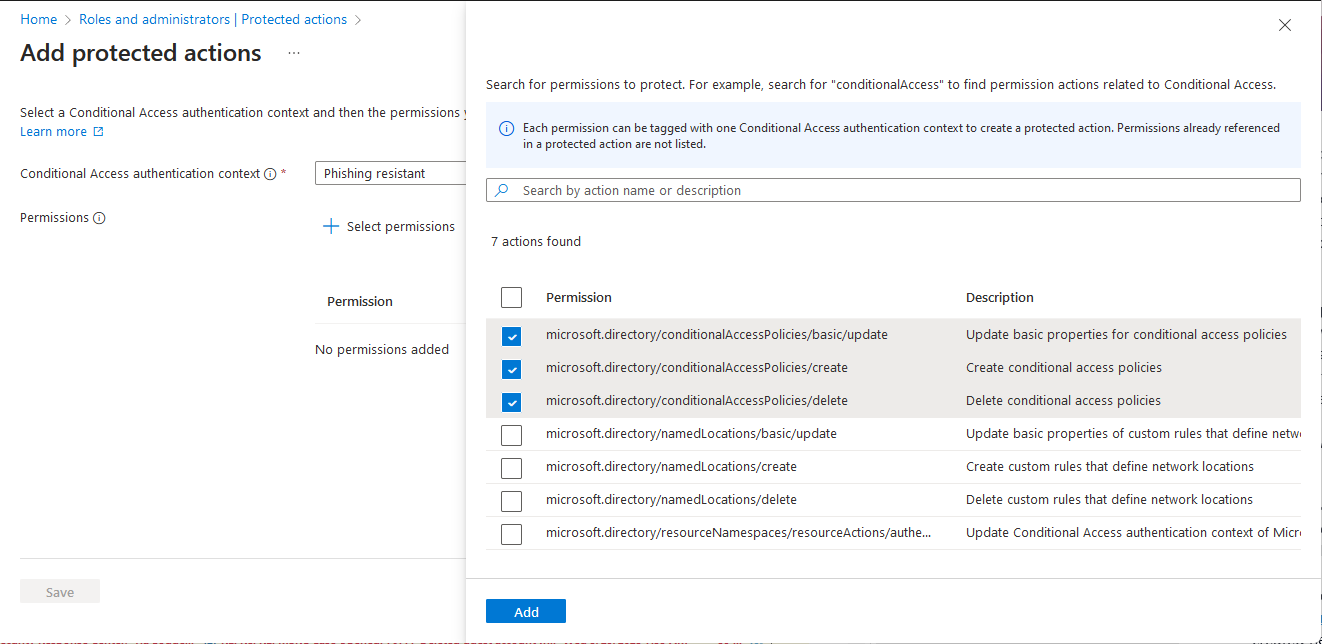 Home > Roles and administrators | Protected actions >
Add protected actions ...
Select a Conditional Access authentication context and then the permissions
Learn more
Conditional Access authentication context * Phishing resistant
Permissions
+ Select permissions
Permission
No permissions added
Save
Search for permissions to protect. For example, search for "conditionalAccess" to find permission actions related to Conditional Access.
Each permission can be tagged with one Conditional Access authentication context to create a protected action. Permissions already referenced
in a protected action are not listed.
Search by action name or description
7 actions found
Permission Description
microsoft.directory/conditionalAccessPolicies/basic/update Update basic properties for conditional access policies
microsoft.directory/conditionalAccessPolicies/create Create conditional access policies
microsoft.directory/conditionalAccessPolicies/delete Delete conditional access policies
microsoft.directory/namedLocations/basic/update Update basic properties of custom rules that define netw
microsoft.directory/namedLocations/create Create custom rules that define network locations
microsoft.directory/namedLocations/delete Delete custom rules that define network locations
microsoft.directory/resourceNamespaces/resourceActions/authe... Update Conditional Access authentication context of Micr
Add